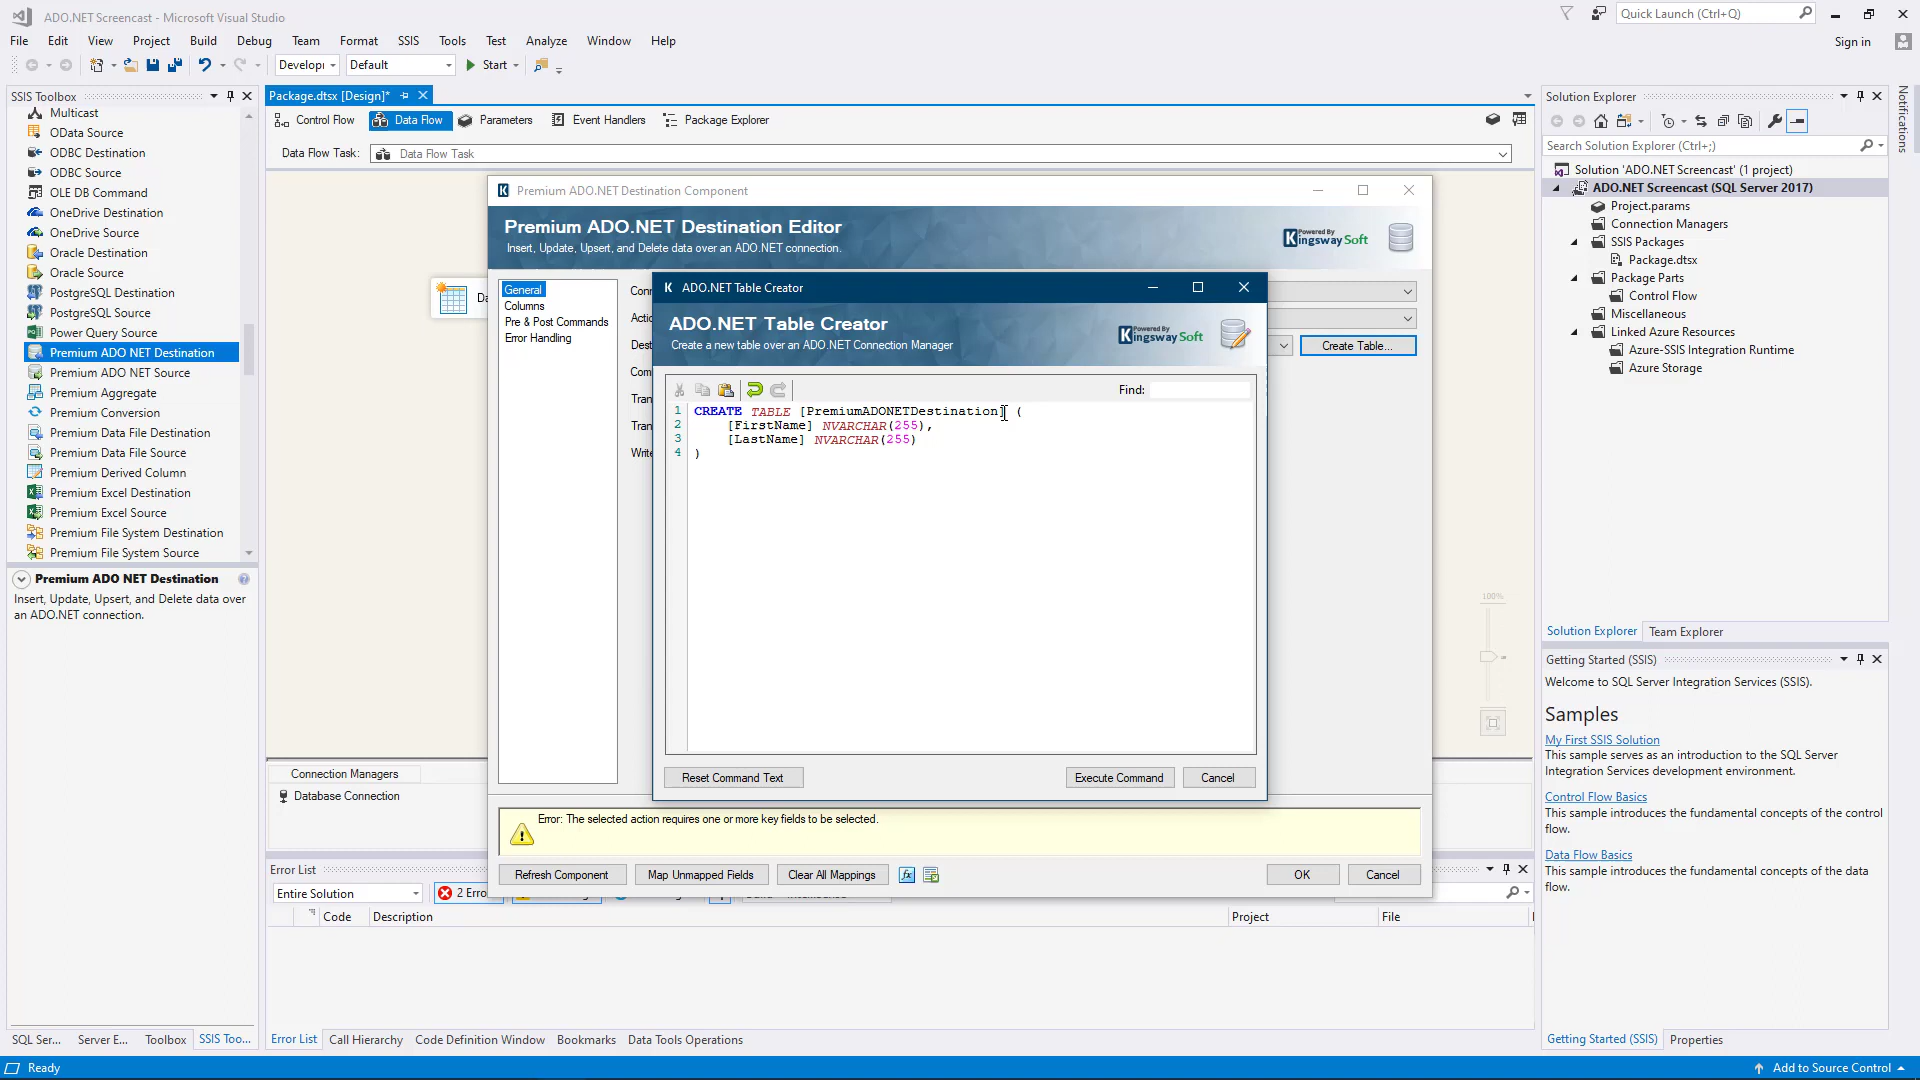 ADO.NET Screencast - Microsoft Visual Studio
Quick Launch (Ctrl+Q)
File Edit View Project Build Debug Team Format SSIS Tools Test Analyze Window Help
Sign in
Default
Start
SSIS Toolbox
Multicast
OData Source
ODBC Destination
ODBC Source
OLE DB Command
OneDrive Destination
OneDrive Source
Oracle Destination
Oracle Source
PostgreSQL Destination
PostgreSQL Source
Power Query Source
Premium ADO NET Destination
Premium ADO NET Source
Premium Aggregate
Premium Conversion
Premium Data File Destination
Premium Data File Source
Premium Derived Column
Premium Excel Destination
Premium Excel Source
Premium File System Destination
Premium File System Source
Premium ADO NET Destination
Insert, Update, Upsert, and Delete data over
an ADO.NET connection.
SQL Ser... Server E... Toolbox SSIS Too...
Package.dtsx [Design]*
Control Flow Data Flow Parameters Event Handlers Package Explorer
Data Flow Task: Data Flow Task
Premium ADO.NET Destination Component
Premium ADO.NET Destination Editor
Insert, Update, Upsert, and Delete data over an ADO.NET connection.
Powered By
KingswaySoft
General
Columns
Pre & Post Commands
Error Handling
Create Table...
ADO.NET Table Creator
ADO.NET Table Creator
Create a new table over an ADO.NET Connection Manager
Powered By
KingswaySoft
Find:
1 CREATE TABLE [PremiumADONETDestination] (
2 [FirstName] NVARCHAR(255),
3 [LastName] NVARCHAR(255)
4 )
Reset Command Text
Execute Command
Cancel
Error: The selected action requires one or more key fields to be selected.
Refresh Component
Map Unmapped Fields
Clear All Mappings
OK
Cancel
100%
Connection Managers
Database Connection
Error List
Entire Solution
Code Description Project File
Error List Call Hierarchy Code Definition Window Bookmarks Data Tools Operations
Solution Explorer
Search Solution Explorer (Ctrl+;)
Solution 'ADO.NET Screencast' (1 project)
ADO.NET Screencast (SQL Server 2017)
Project.params
Connection Managers
SSIS Packages
Package.dtsx
Package Parts
Control Flow
Miscellaneous
Linked Azure Resources
Azure-SSIS Integration Runtime
Azure Storage
Solution Explorer Team Explorer
Notifications
Getting Started (SSIS)
Welcome to SQL Server Integration Services (SSIS).
Samples
My First SSIS Solution
This sample serves as an introduction to the SQL Server
Integration Services development environment.
Control Flow Basics
This sample introduces the fundamental concepts of the control
flow.
Data Flow Basics
This sample introduces the fundamental concepts of the data
flow.
Getting Started (SSIS) Properties
Ready
Add to Source Control